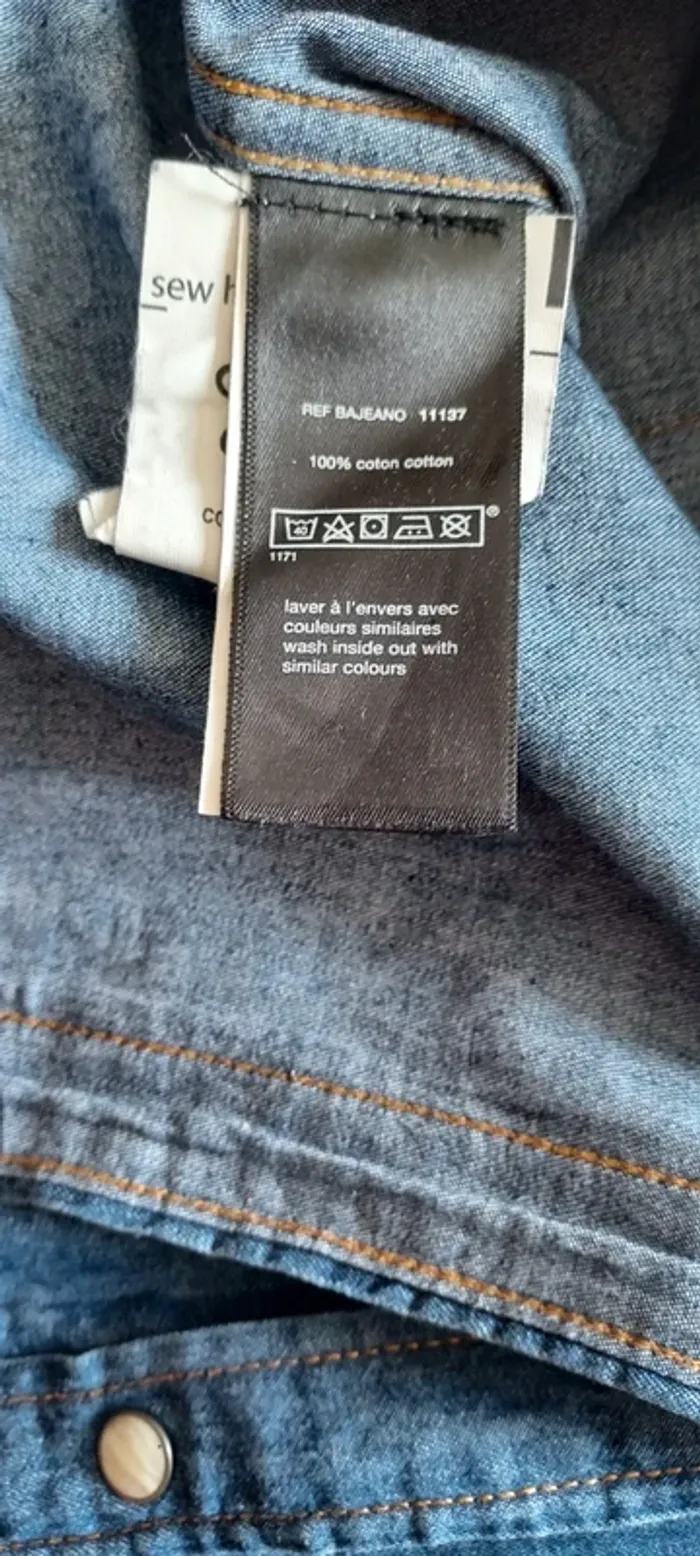 sew
REF BAJEANO 11137
100% coton cotton
40
®
1171
laver à l'envers avec
couleurs similaires
wash inside out with
similar colours